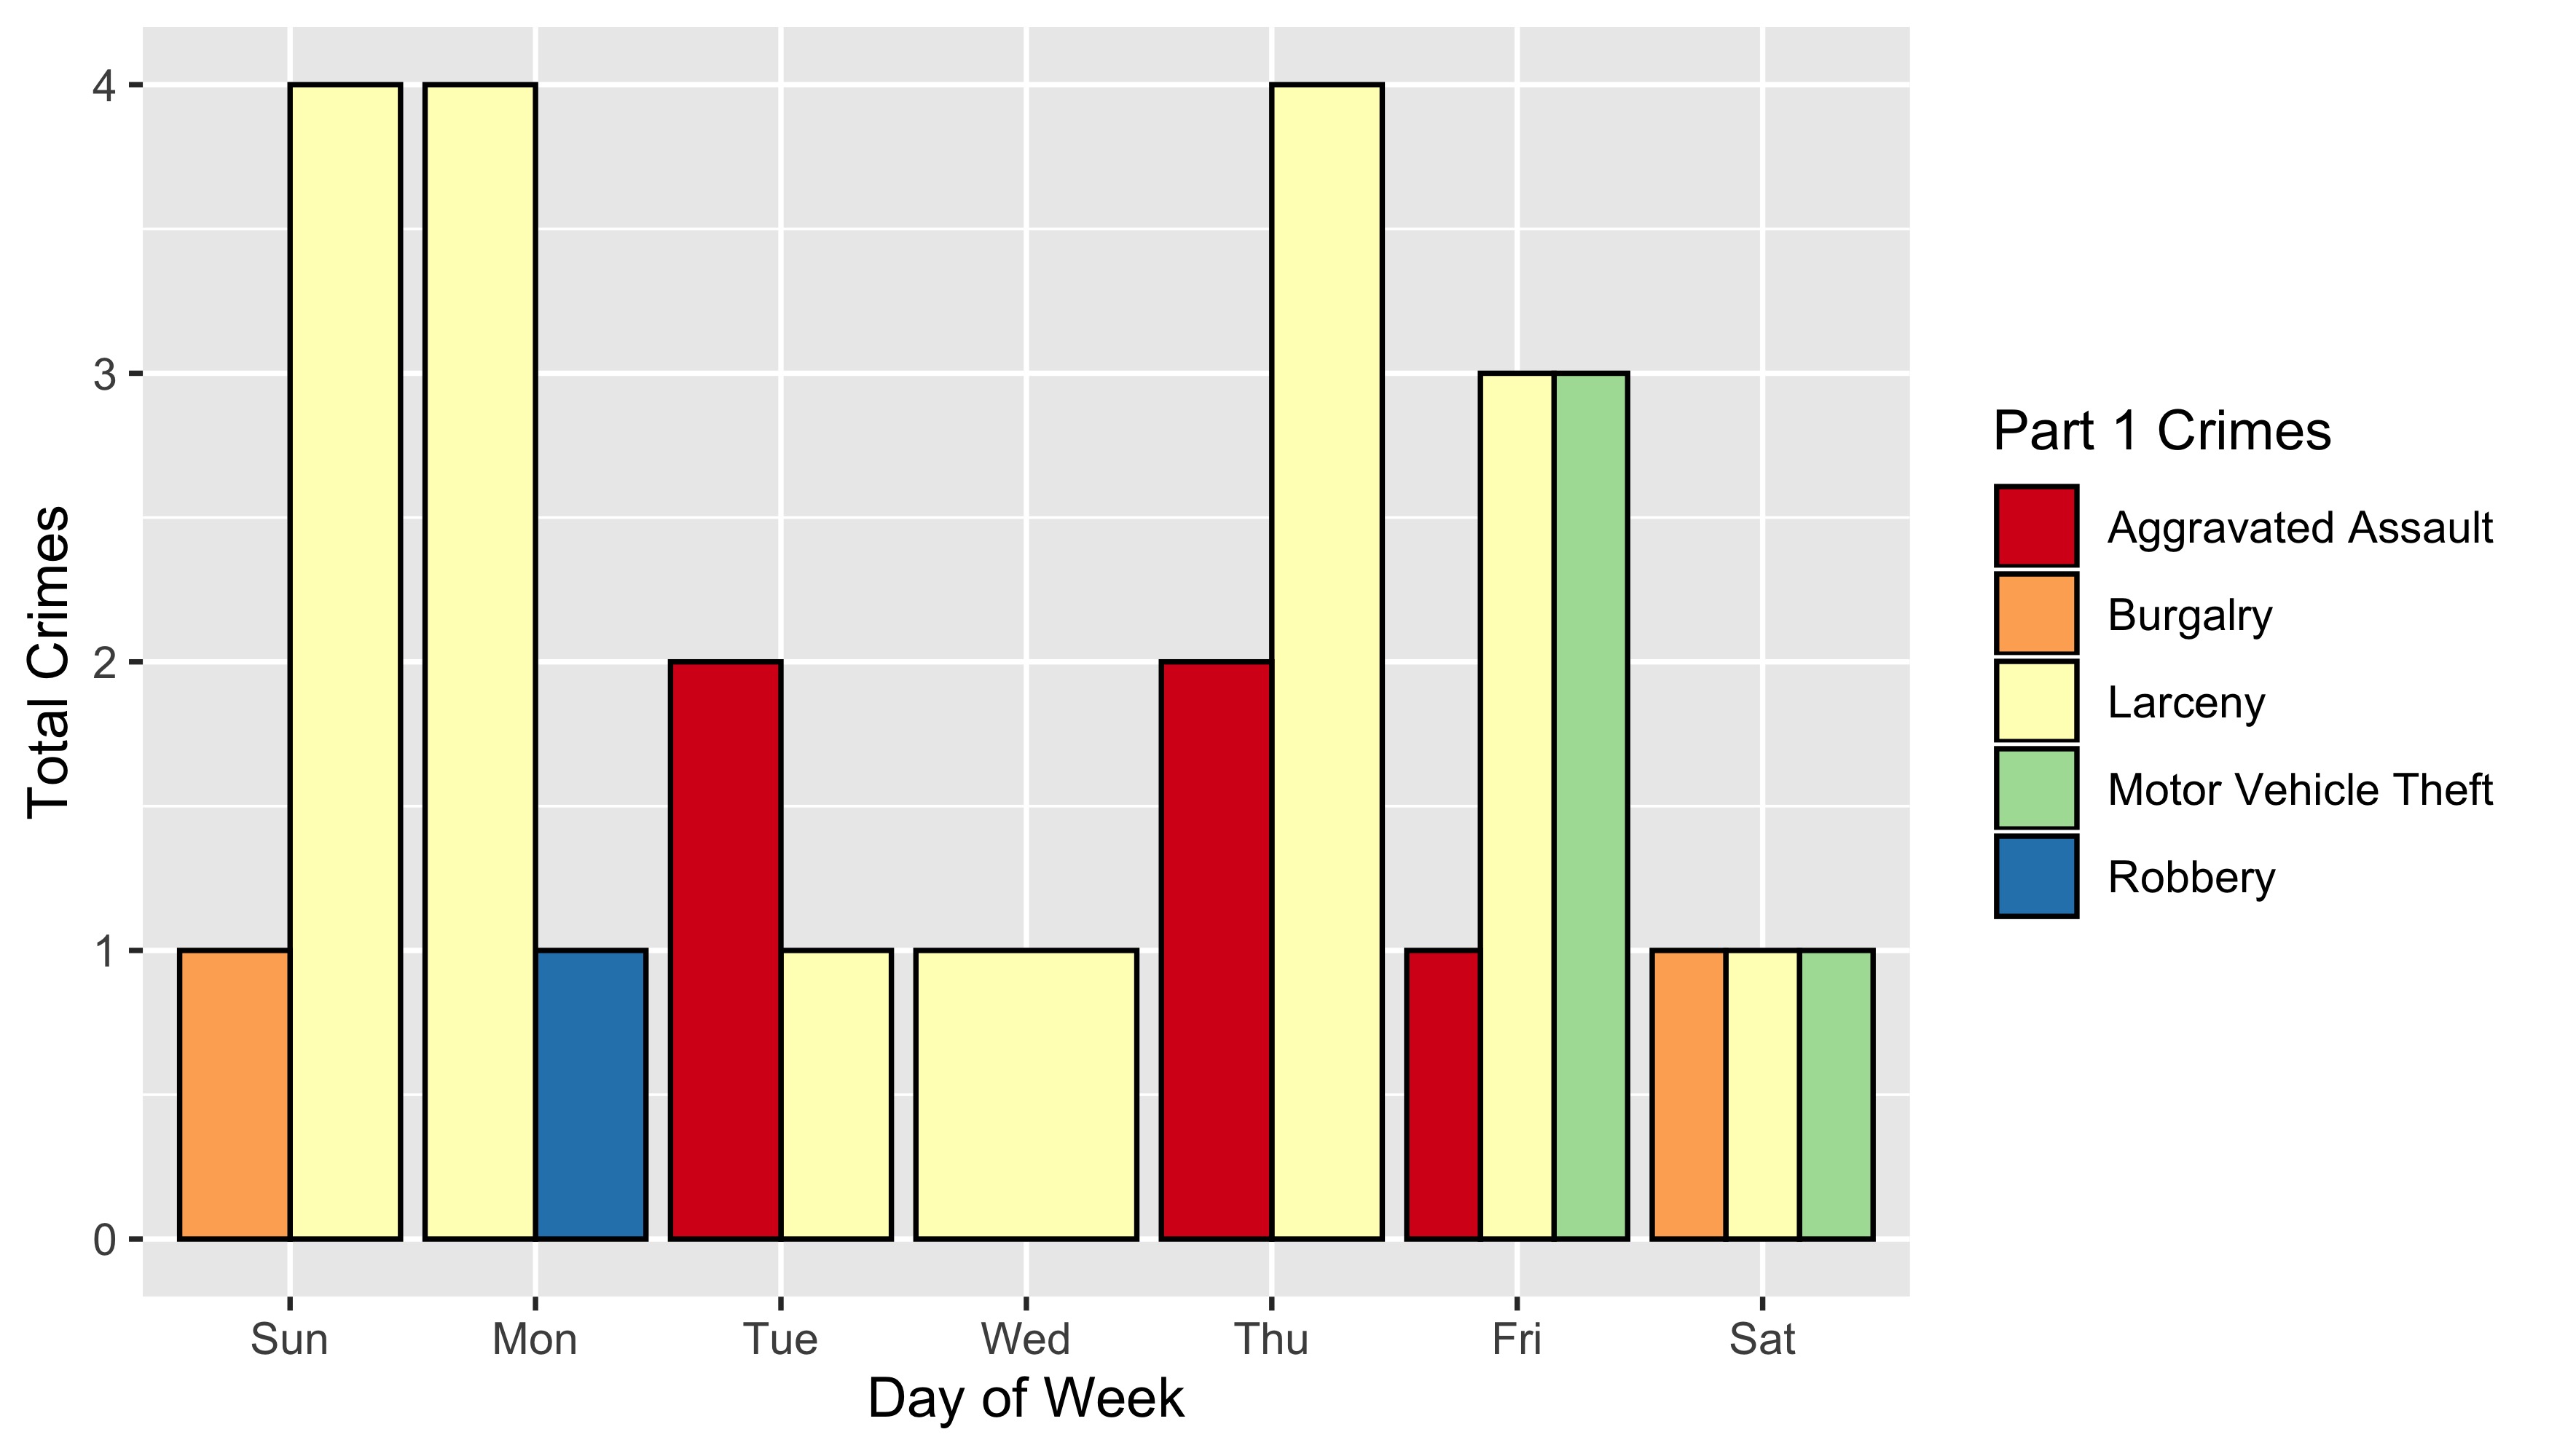 Total Crimes
4
3
2
1
0
Sun Mon Tue Wed Thu Fri Sat
Day of Week
Part 1 Crimes
Aggravated Assault
Burgalry
Larceny
Motor Vehicle Theft
Robbery